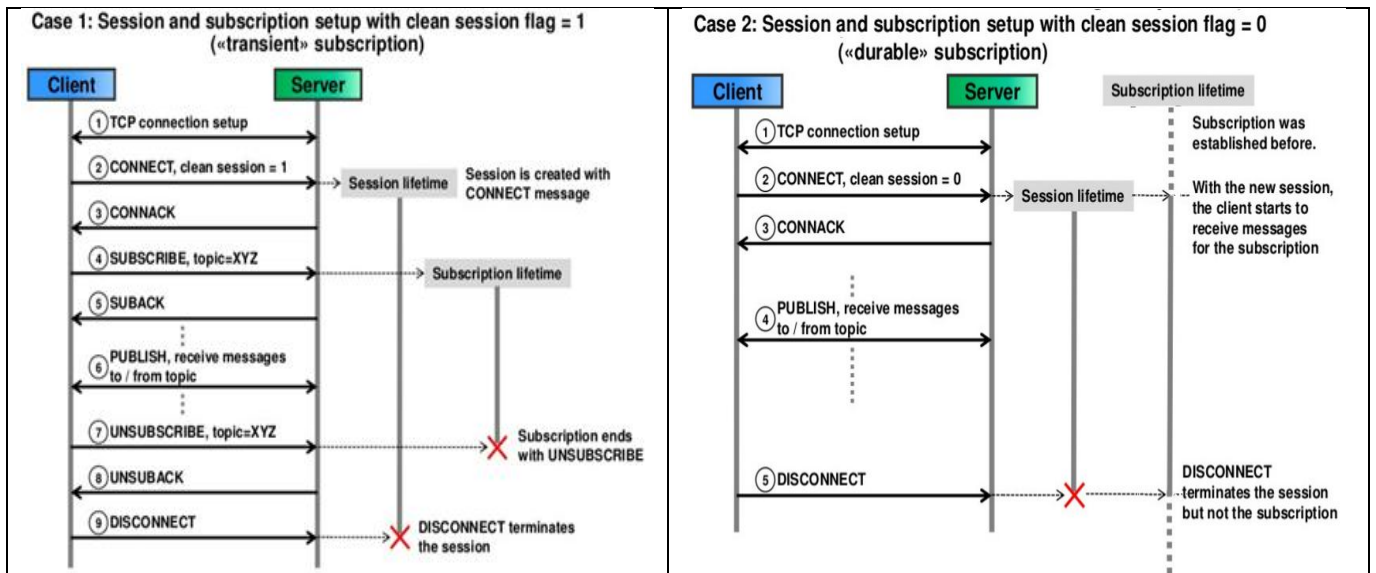 Case 1: Session and subscription setup with clean session flag = 1
(«transient» subscription)
Client
Server
1 TCP connection setup
2 CONNECT, clean session = 1
Session lifetime
Session is created with
CONNECT message
3 CONNACK
4 SUBSCRIBE, topic=XYZ
Subscription lifetime
5 SUBACK
6 PUBLISH, receive messages
to / from topic
7 UNSUBSCRIBE, topic=XYZ
Subscription ends
with UNSUBSCRIBE
8 UNSUBACK
9 DISCONNECT
DISCONNECT terminates
the session
Case 2: Session and subscription setup with clean session flag = 0
(«durable» subscription)
Client
Server
Subscription lifetime
1 TCP connection setup
Subscription was
established before.
2 CONNECT, clean session = 0
Session lifetime
With the new session,
the client starts to
receive messages
for the subscription
3 CONNACK
4 PUBLISH, receive messages
to / from topic
5 DISCONNECT
DISCONNECT
terminates the session
but not the subscription